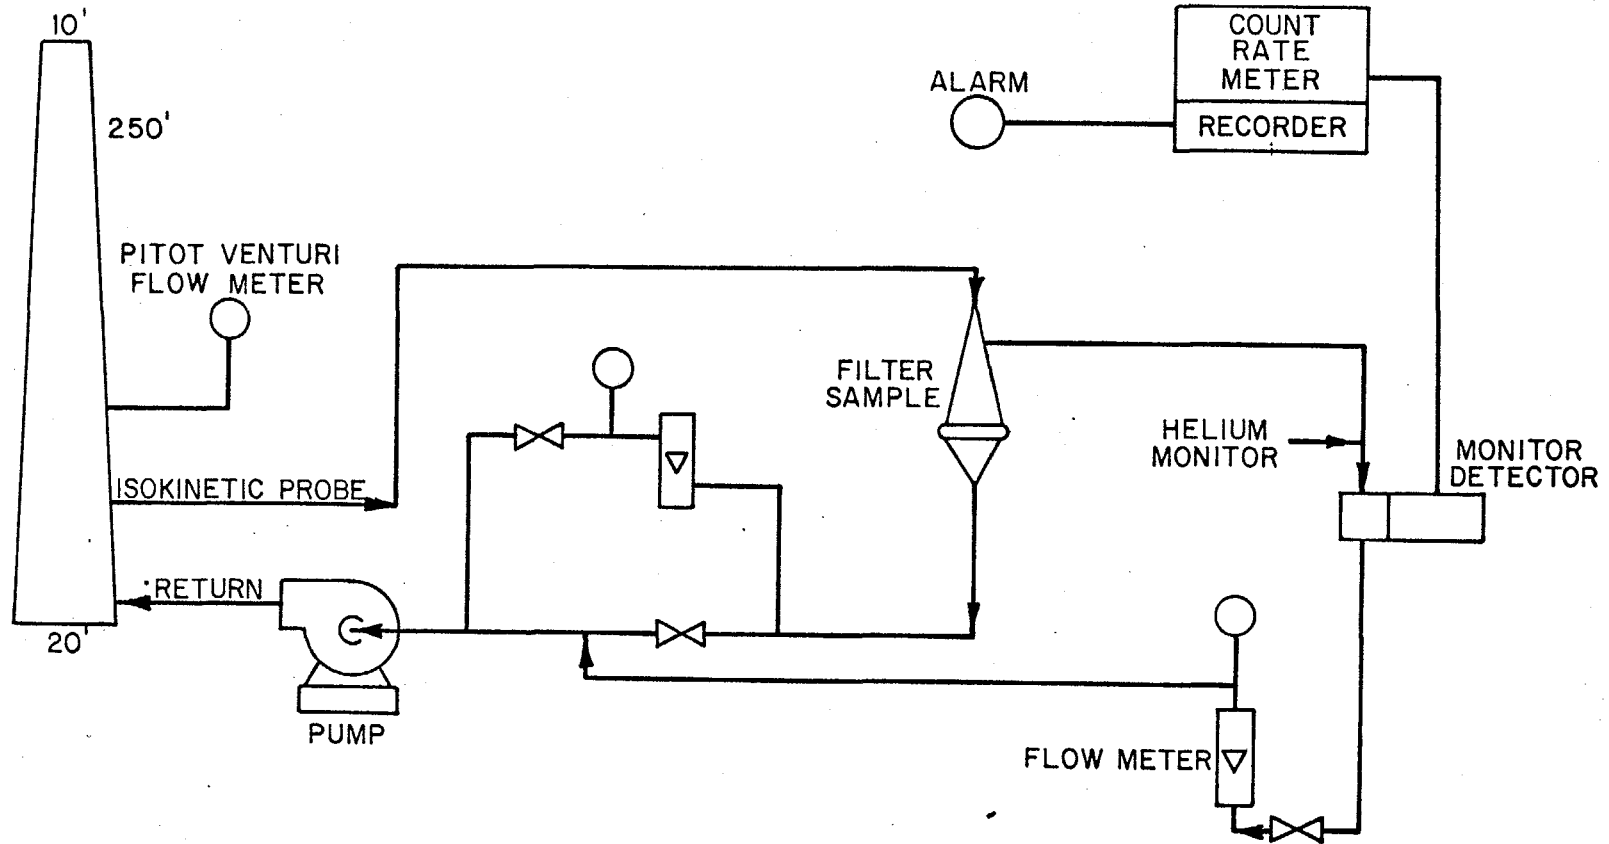 10'
250'
PITOT VENTURI
FLOW METER
ISOKINETIC PROBE
RETURN
20'
PUMP
FILTER
SAMPLE
ALARM
COUNT
RATE
METER
RECORDER
HELIUM
MONITOR
MONITOR
DETECTOR
FLOW METER